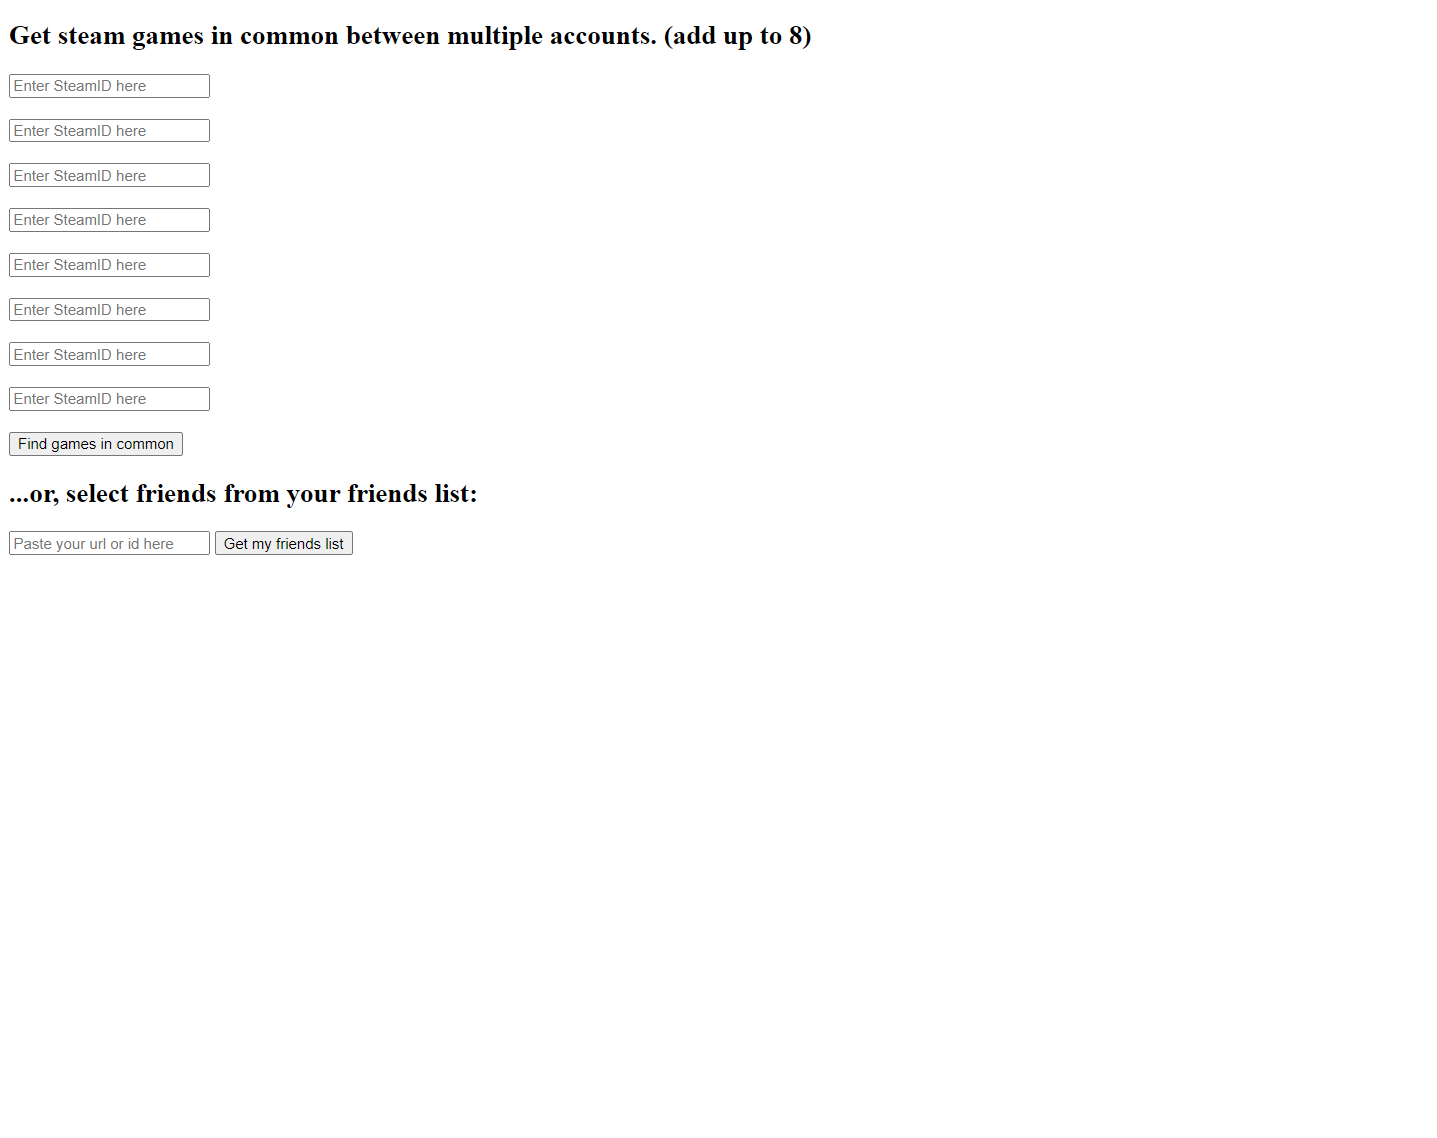 Get steam games in common between multiple accounts. (add up to 8)
Enter SteamID here
Enter SteamID here
Enter SteamID here
Enter SteamID here
Enter SteamID here
Enter SteamID here
Enter SteamID here
Enter SteamID here
Find games in common
...or, select friends from your friends list:
Paste your url or id here Get my friends list